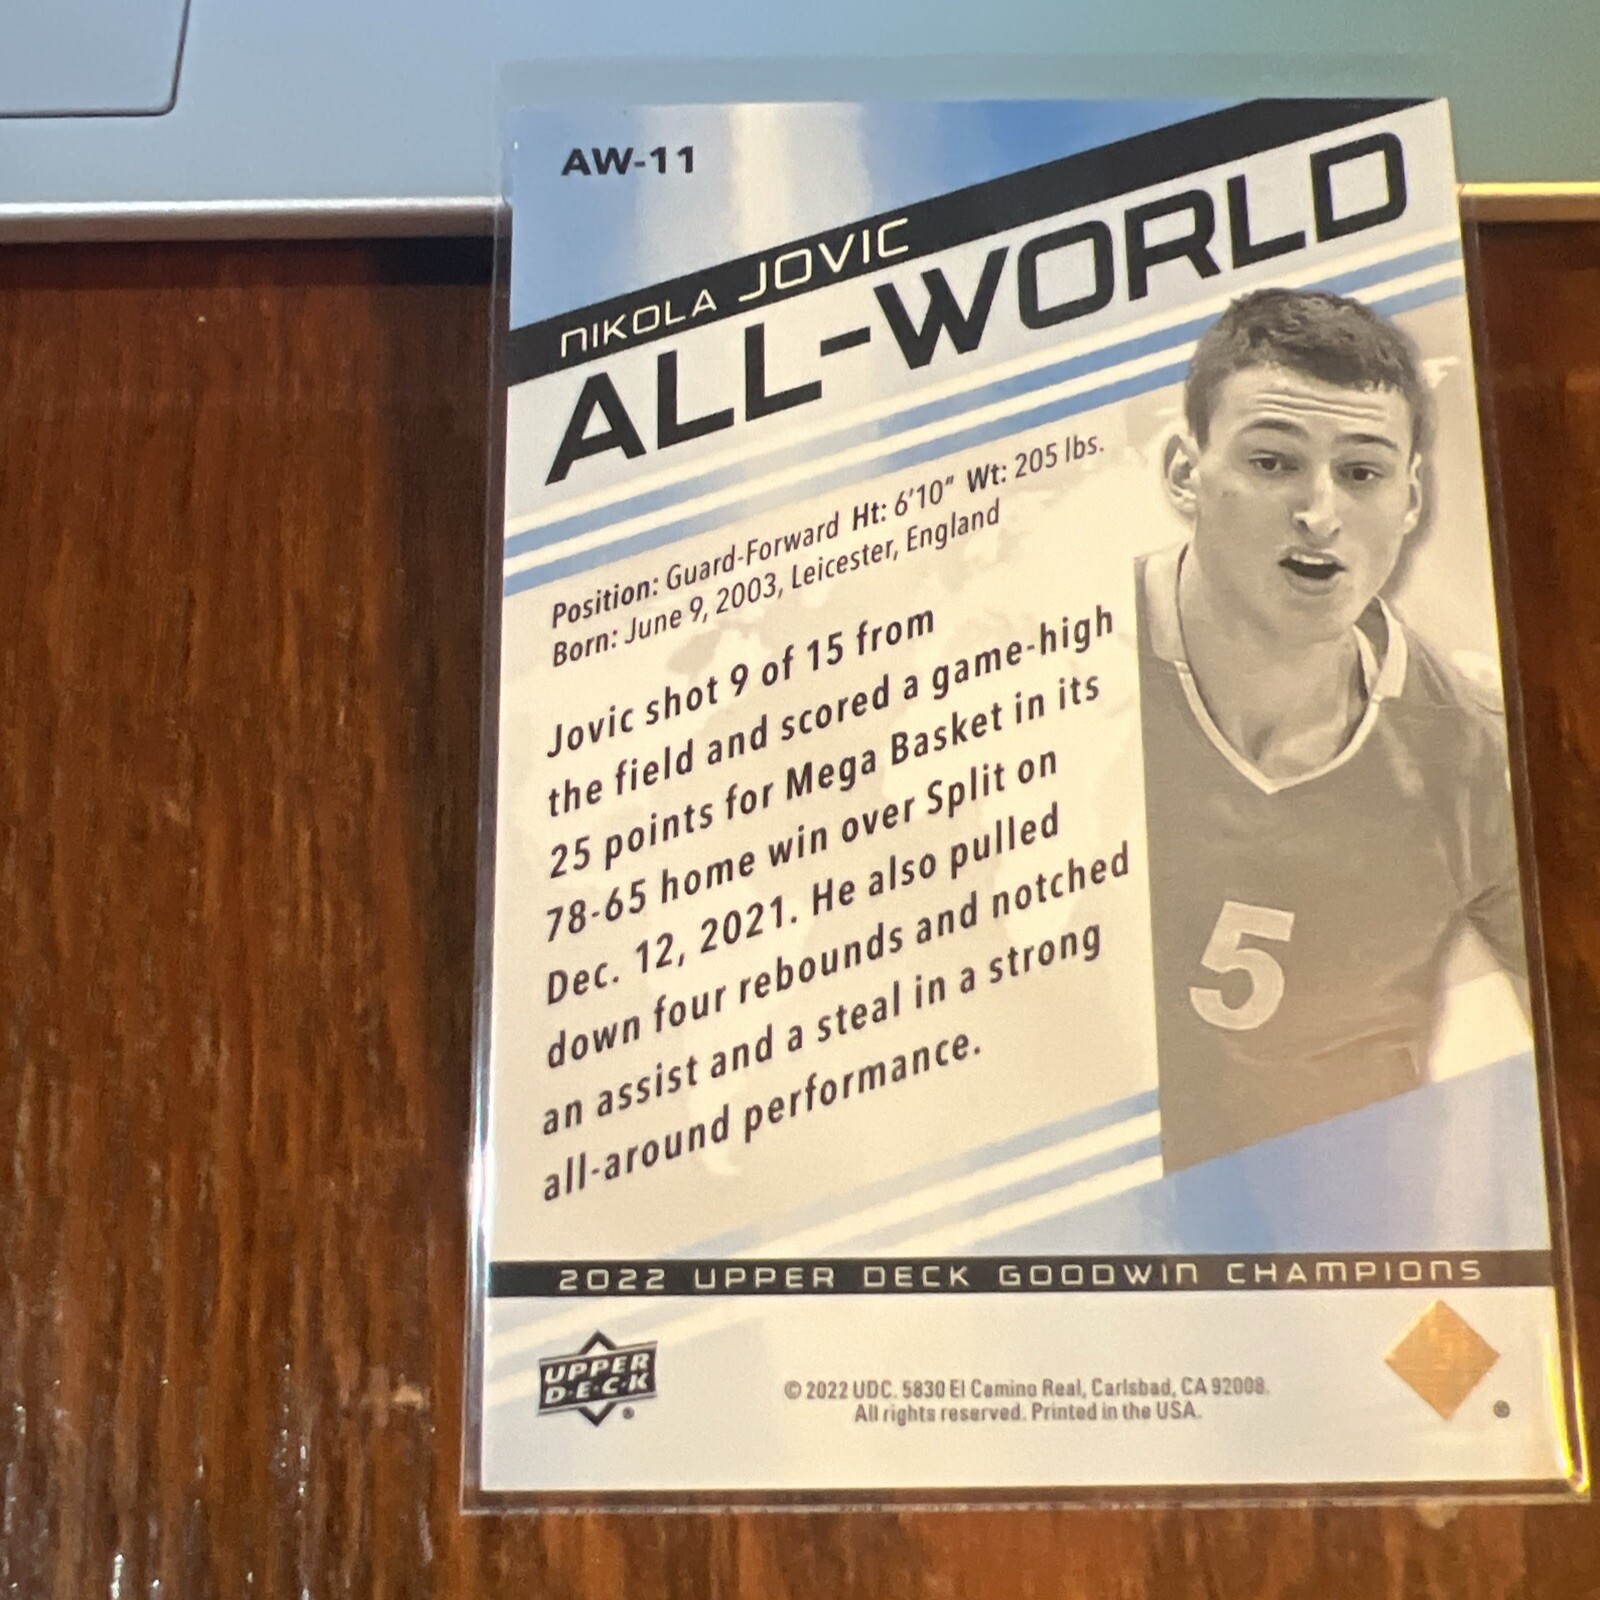 AW-11
NIKOLA JOVIC
ALL-WORLD
Position: Guard-Forward Ht: 6'10" Wt: 205 lbs.
Born: June 9, 2003, Leicester, England
Jovic shot 9 of 15 from
the field and scored a game-high
25 points for Mega Basket in its
78-65 home win over Split on
Dec. 12, 2021. He also pulled
down four rebounds and notched
an assist and a steal in a strong
all-around performance.
5
2022 UPPER DECK GOODWIN CHAMPIONS
UPPER
D·E·C·K
®
© 2022 UDC. 5830 El Camino Real, Carlsbad, CA 92008.
All rights reserved. Printed in the USA.
®